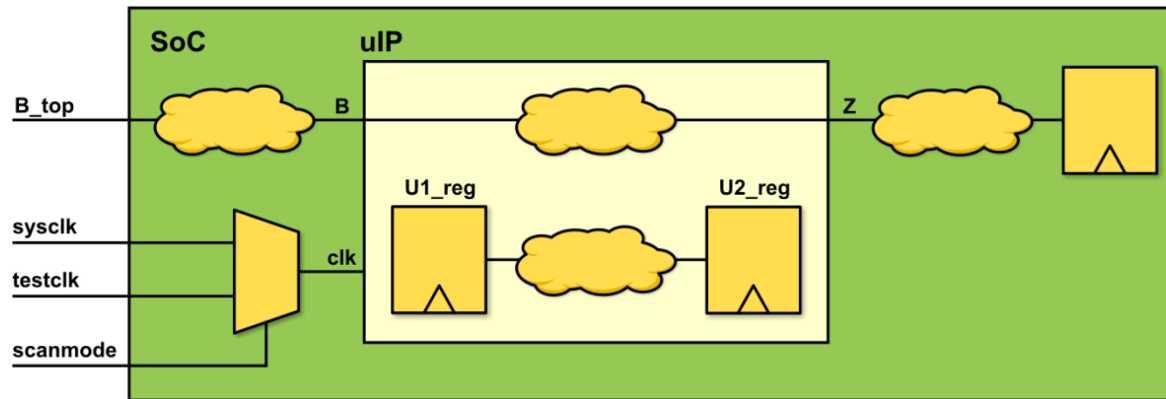 SoC
uIP
B_top
B
Z
U1_reg
U2_reg
sysclk
clk
testclk
scanmode